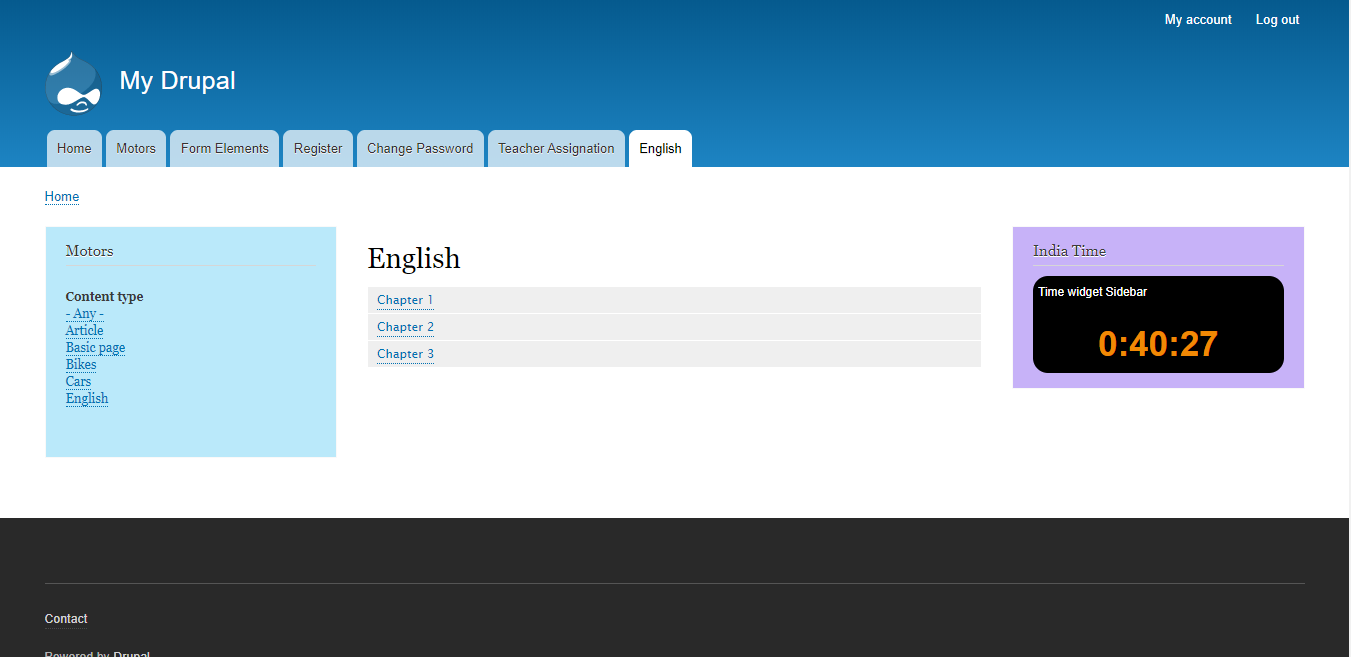 My account Log out
My Drupal
Home Motors Form Elements Register Change Password Teacher Assignation English
Home
Motors
Content type
- Any -
Article
Basic page
Bikes
Cars
English
English
Chapter 1
Chapter 2
Chapter 3
India Time
Time widget Sidebar
0:40:27
Contact
Powered by Drupal